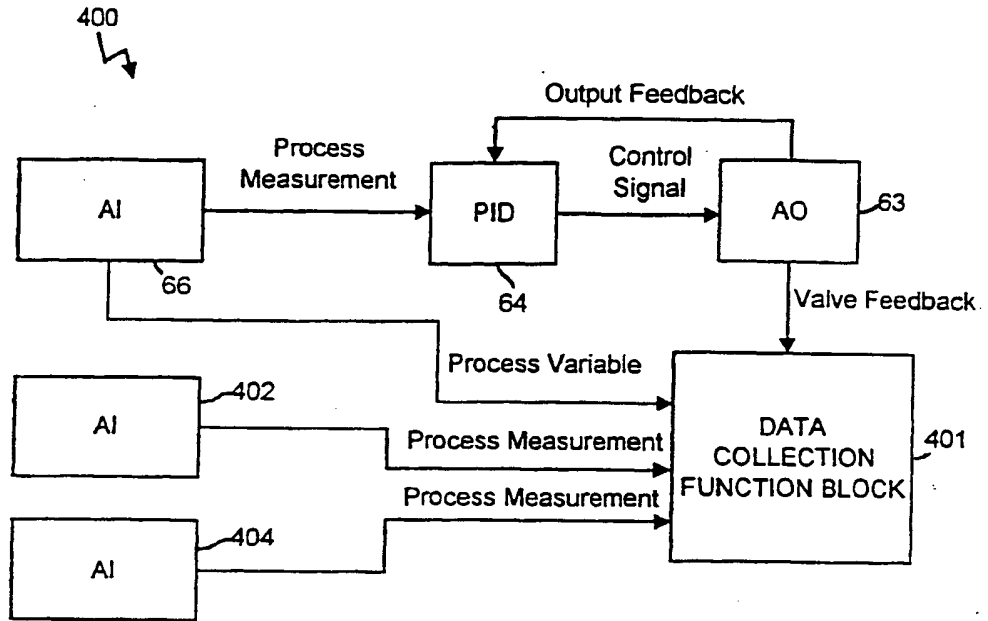 400
Output Feedback
Process
Measurement
Control
Signal
AI
PID
AO
63
66
64
Valve Feedback
Process Variable
402
AI
Process Measurement
DATA
COLLECTION
FUNCTION BLOCK
401
Process Measurement
404
AI